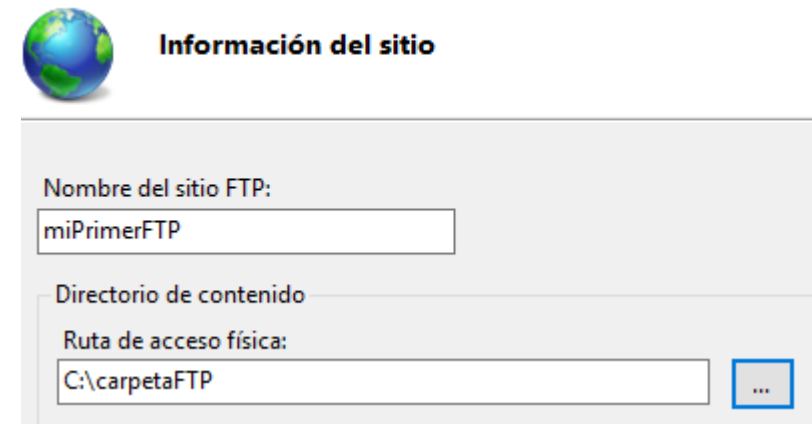 Información del sitio
Nombre del sitio FTP:
miPrimerFTP
Directorio de contenido
Ruta de acceso física:
C:\carpetaFTP
...